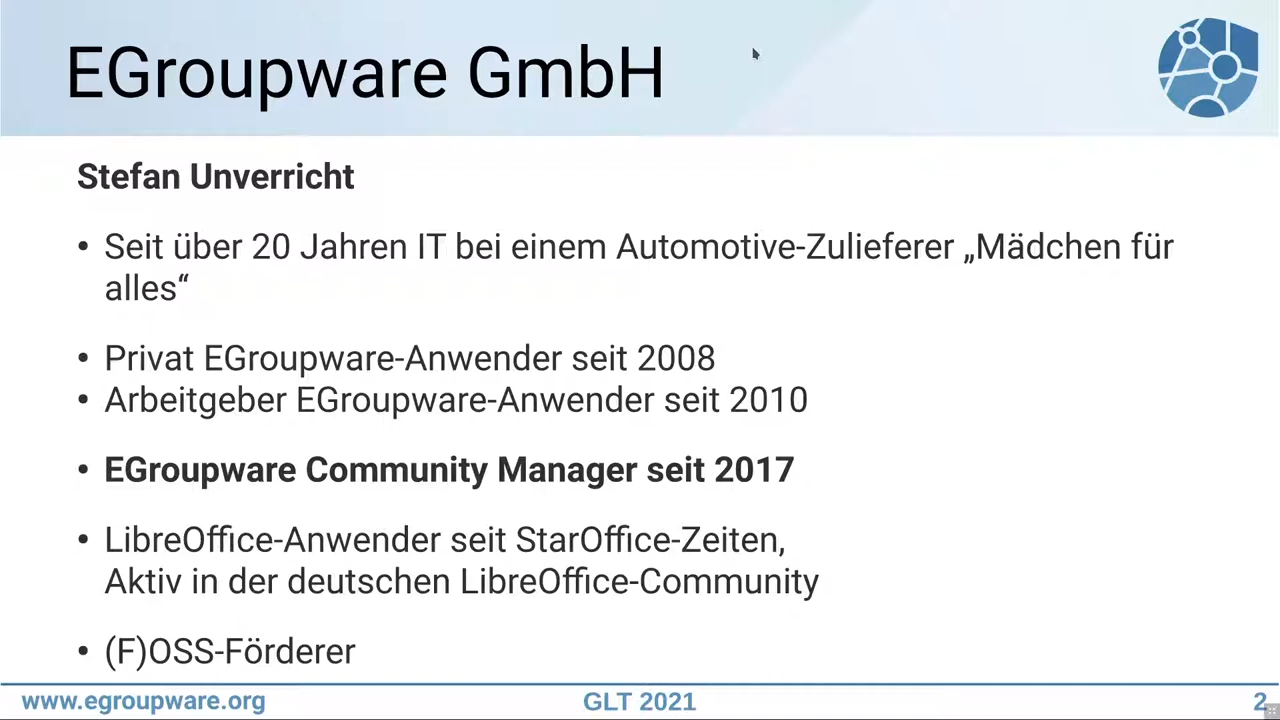 EGroupware GmbH
Stefan Unverricht
• Seit über 20 Jahren IT bei einem Automotive-Zulieferer „Mädchen für
alles“
• Privat EGroupware-Anwender seit 2008
• Arbeitgeber EGroupware-Anwender seit 2010
• EGroupware Community Manager seit 2017
• LibreOffice-Anwender seit StarOffice-Zeiten,
Aktiv in der deutschen LibreOffice-Community
• (F)OSS-Förderer
www.egroupware.org GLT 2021 2